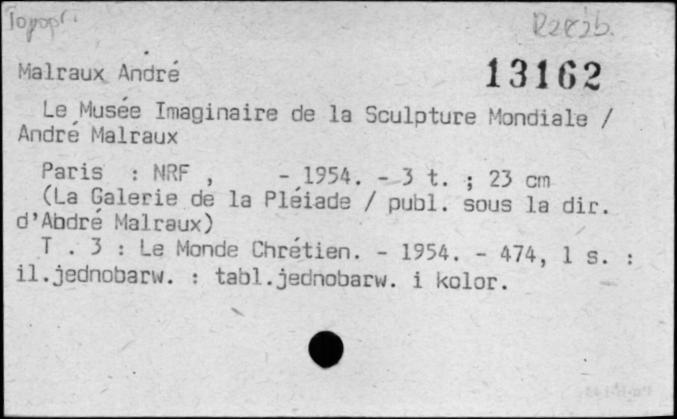 Topogr. Rzeźb.
Malraux André 13162
Le Musée Imaginaire de la Sculpture Mondiale /
André Malraux
Paris : NRF , - 1954. - 3 t. ; 23 cm
(La Galerie de la Pléiade / publ. sous la dir.
d'Abdré Malraux)
T . 3 : Le Monde Chrétien. - 1954. - 474, 1 s. :
il.jednobarw. : tabl.jednobarw. i kolor.